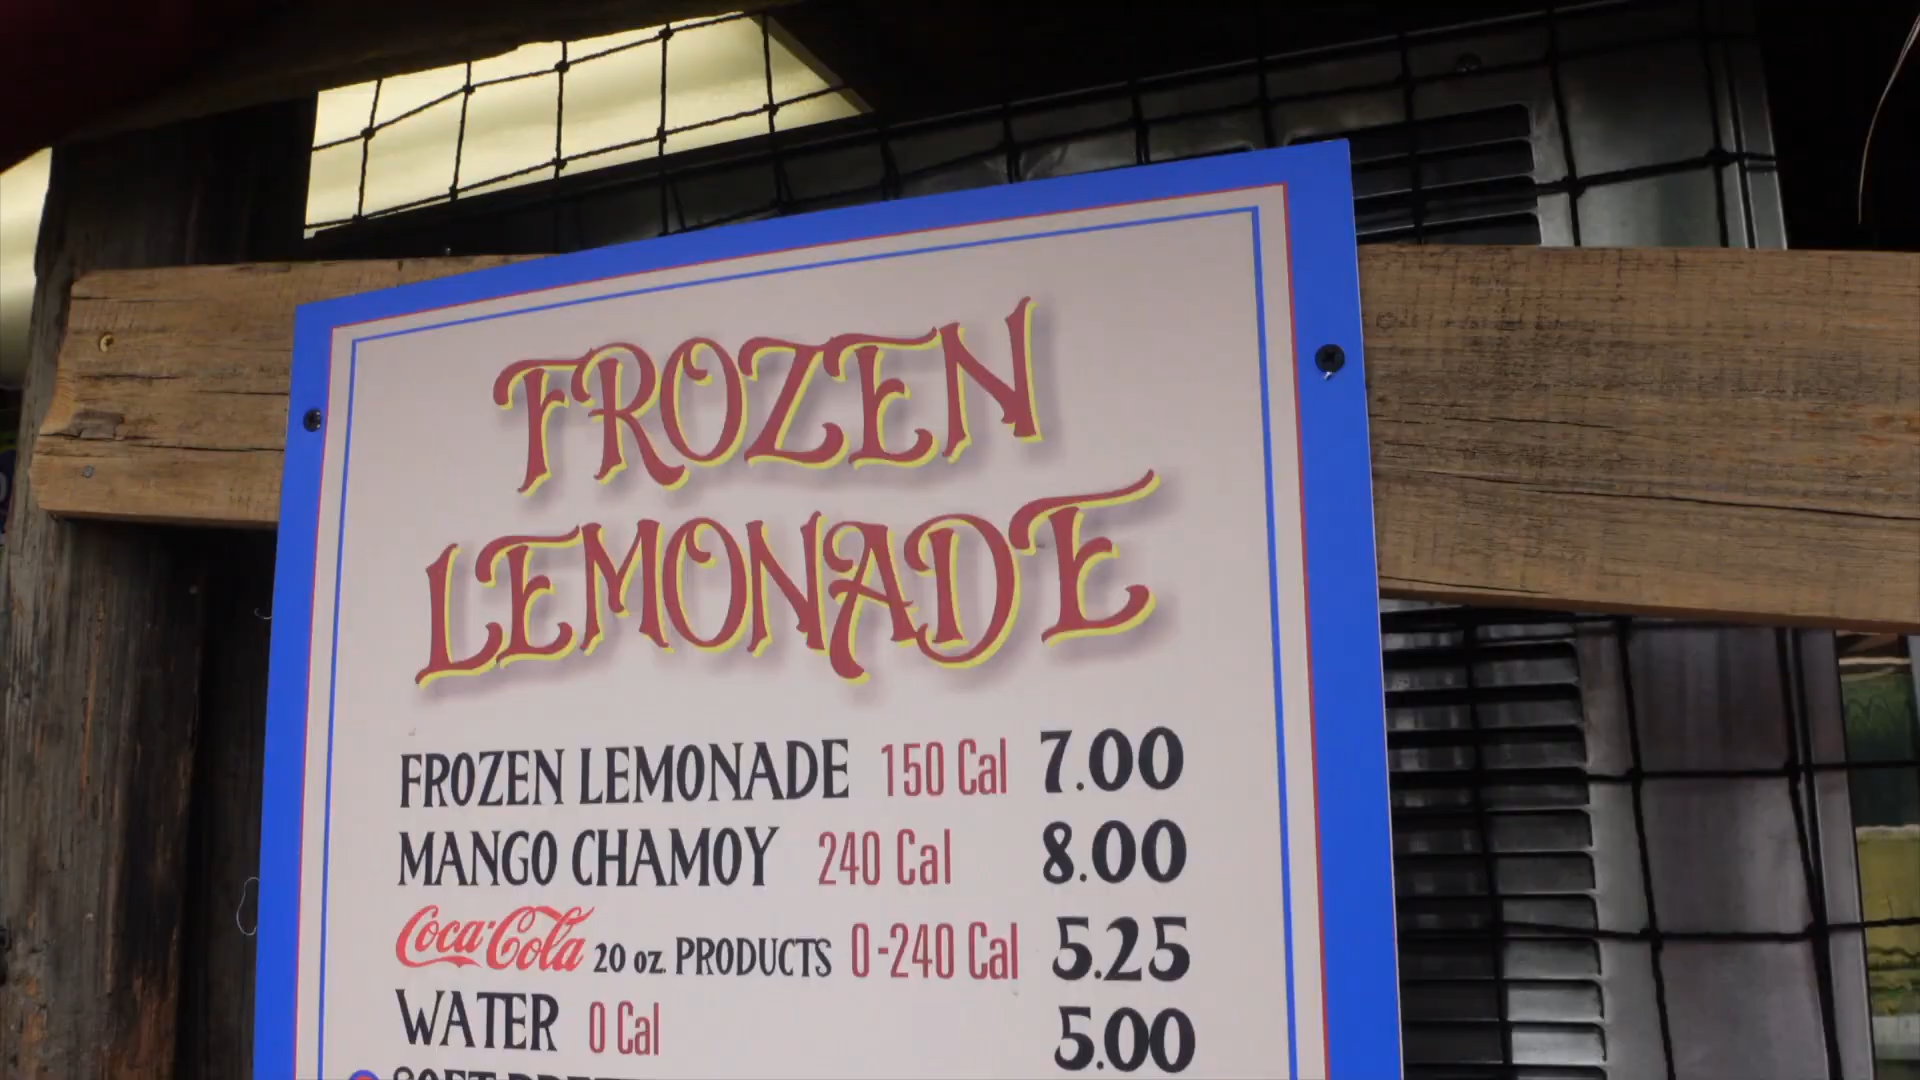 FROZEN
LEMONADE
FROZEN LEMONADE 150 Cal 7.00
MANGO CHAMOY 240 Cal 8.00
Coca-Cola 20 oz. PRODUCTS 0-240 Cal 5.25
WATER 0 Cal 5.00